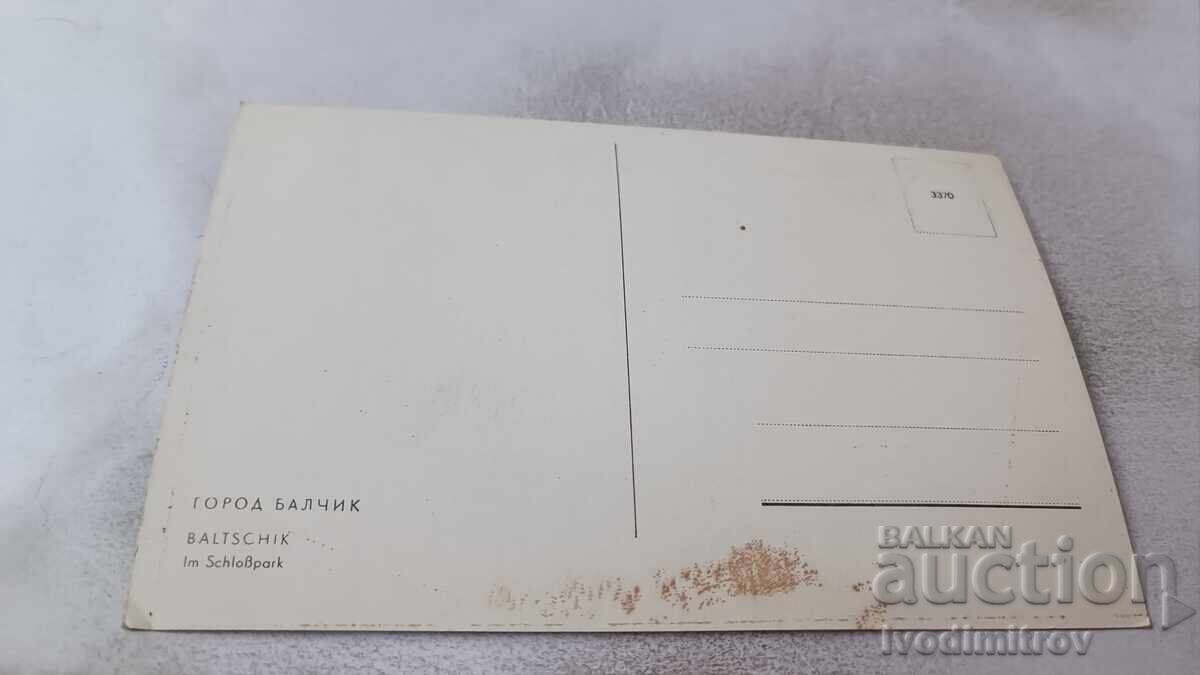 3370
ГОРОД БАЛЧИК
BALTSCHIK
Im Schloßpark
BALKAN
auction
Ivodimitrov